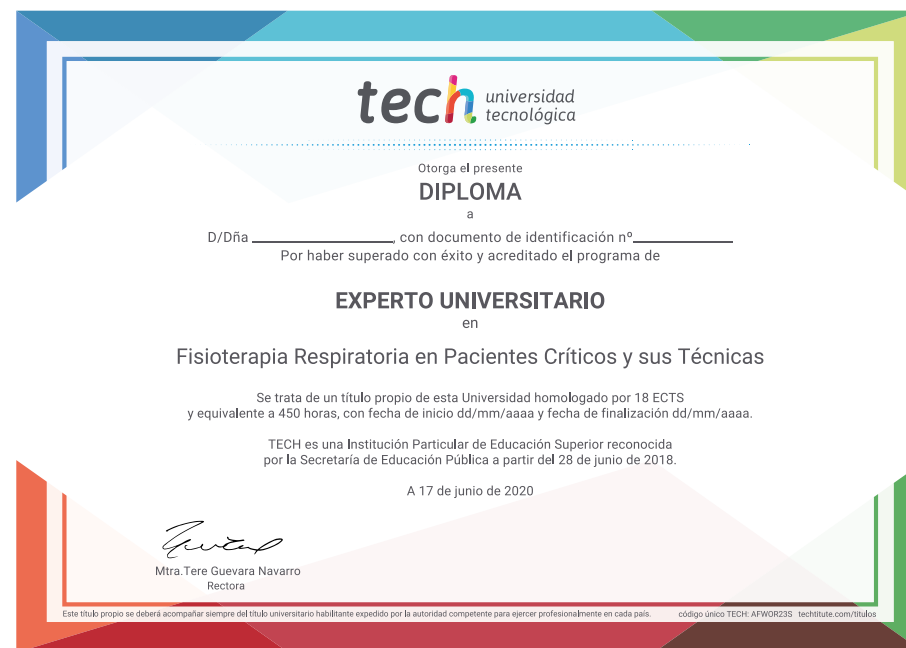 tech universidad
tecnológica
Otorga el presente
DIPLOMA
a
D/Dña ____________________, con documento de identificación nº______________
Por haber superado con éxito y acreditado el programa de
EXPERTO UNIVERSITARIO
en
Fisioterapia Respiratoria en Pacientes Críticos y sus Técnicas
Se trata de un título propio de esta Universidad homologado por 18 ECTS
y equivalente a 450 horas, con fecha de inicio dd/mm/aaaa y fecha de finalización dd/mm/aaaa.
TECH es una Institución Particular de Educación Superior reconocida
por la Secretaría de Educación Pública a partir del 28 de junio de 2018.
A 17 de junio de 2020
Mtra.Tere Guevara Navarro
Rectora
Este título propio se deberá acompañar siempre del título universitario habilitante expedido por la autoridad competente para ejercer profesionalmente en cada país. código único TECH: AFWOR23S techtitute.com/titulos